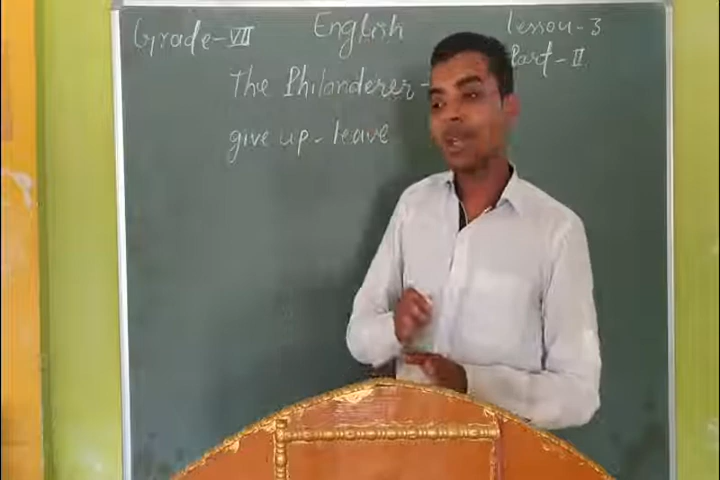 Grade-VII
English
lesson-3
Part-II
The Philanderer-
give up - leave